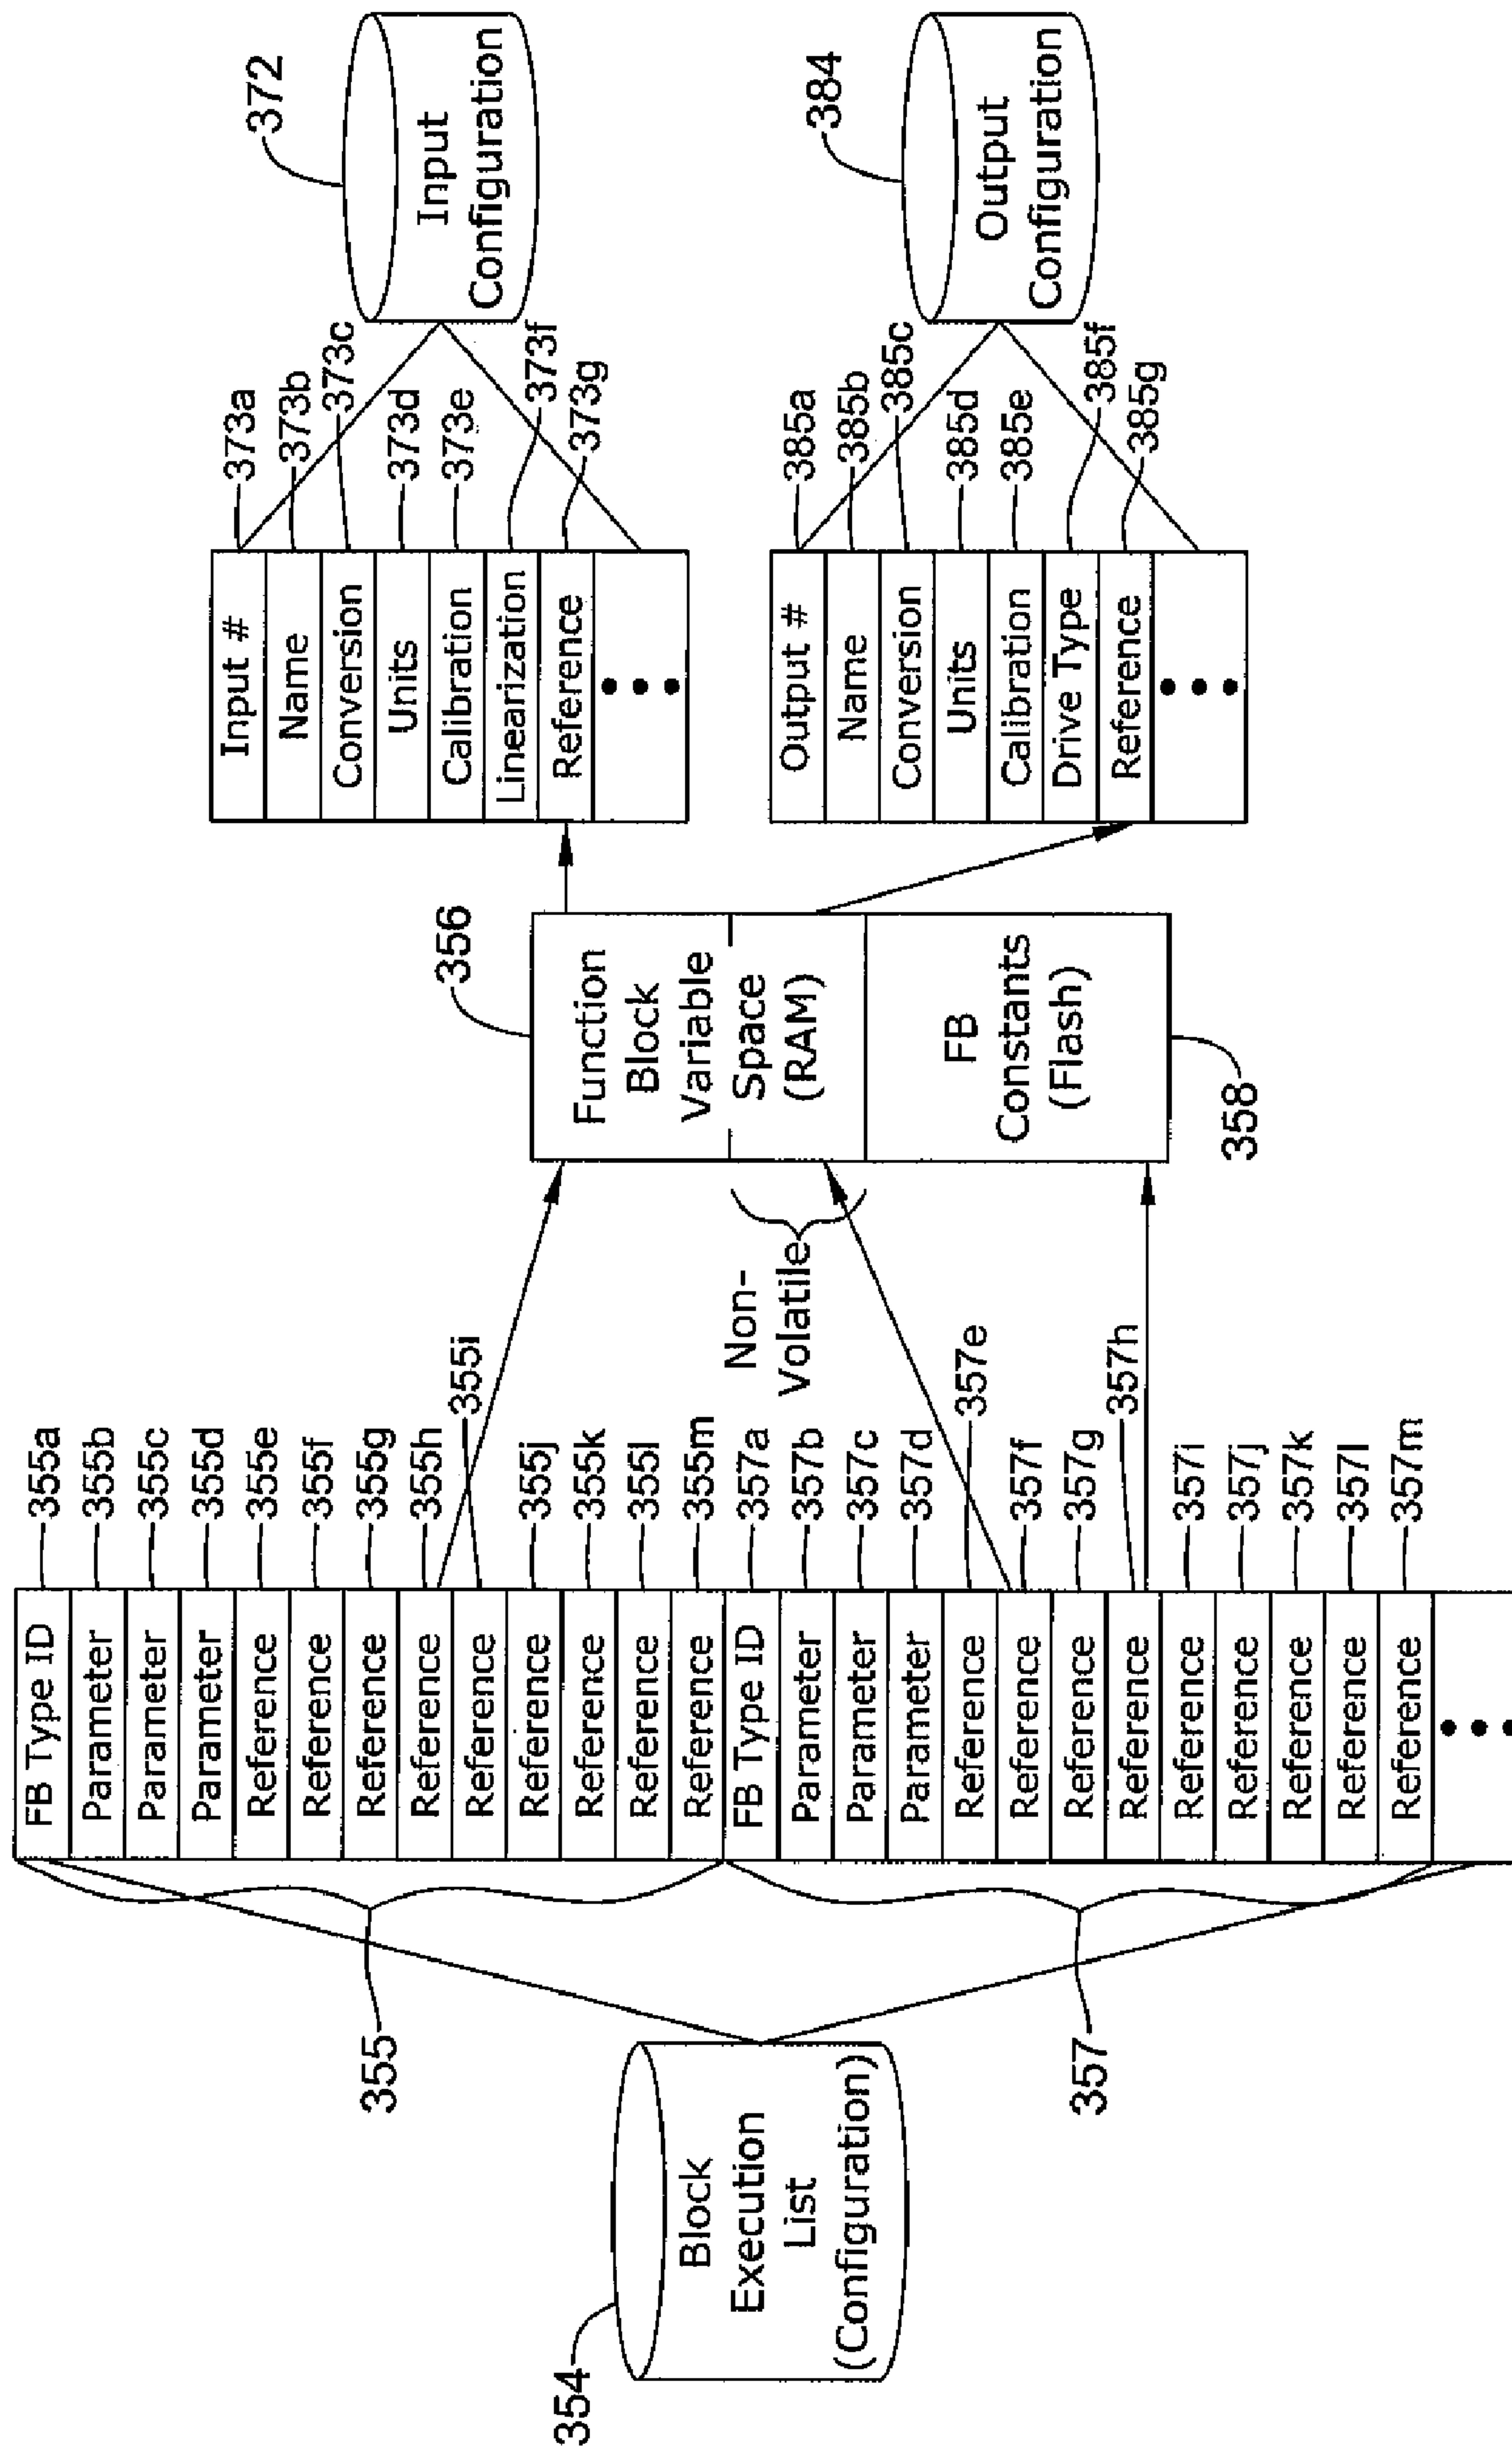 354
Block
Execution
List
(Configuration)
355
357
FB Type ID
355a
Parameter
355b
Parameter
355c
Parameter
355d
Reference
355e
Reference
355f
Reference
355g
Reference
355h
Reference
355i
Reference
355j
Reference
355k
Reference
355l
Reference
355m
FB Type ID
357a
Parameter
357b
Parameter
357c
Parameter
357d
Reference
357e
Reference
357f
Reference
357g
Reference
357h
Reference
357i
Reference
357j
Reference
357k
Reference
357l
Reference
357m
Non-
Volatile
356
Function
Block
Variable
Space
(RAM)
FB
Constants
(Flash)
358
Input #
373a
Name
373b
Conversion
373c
Units
373d
Calibration
373e
Linearization
373f
Reference
373g
372
Input
Configuration
Output #
385a
Name
385b
Conversion
385c
Units
385d
Calibration
385e
Drive Type
385f
Reference
385g
384
Output
Configuration